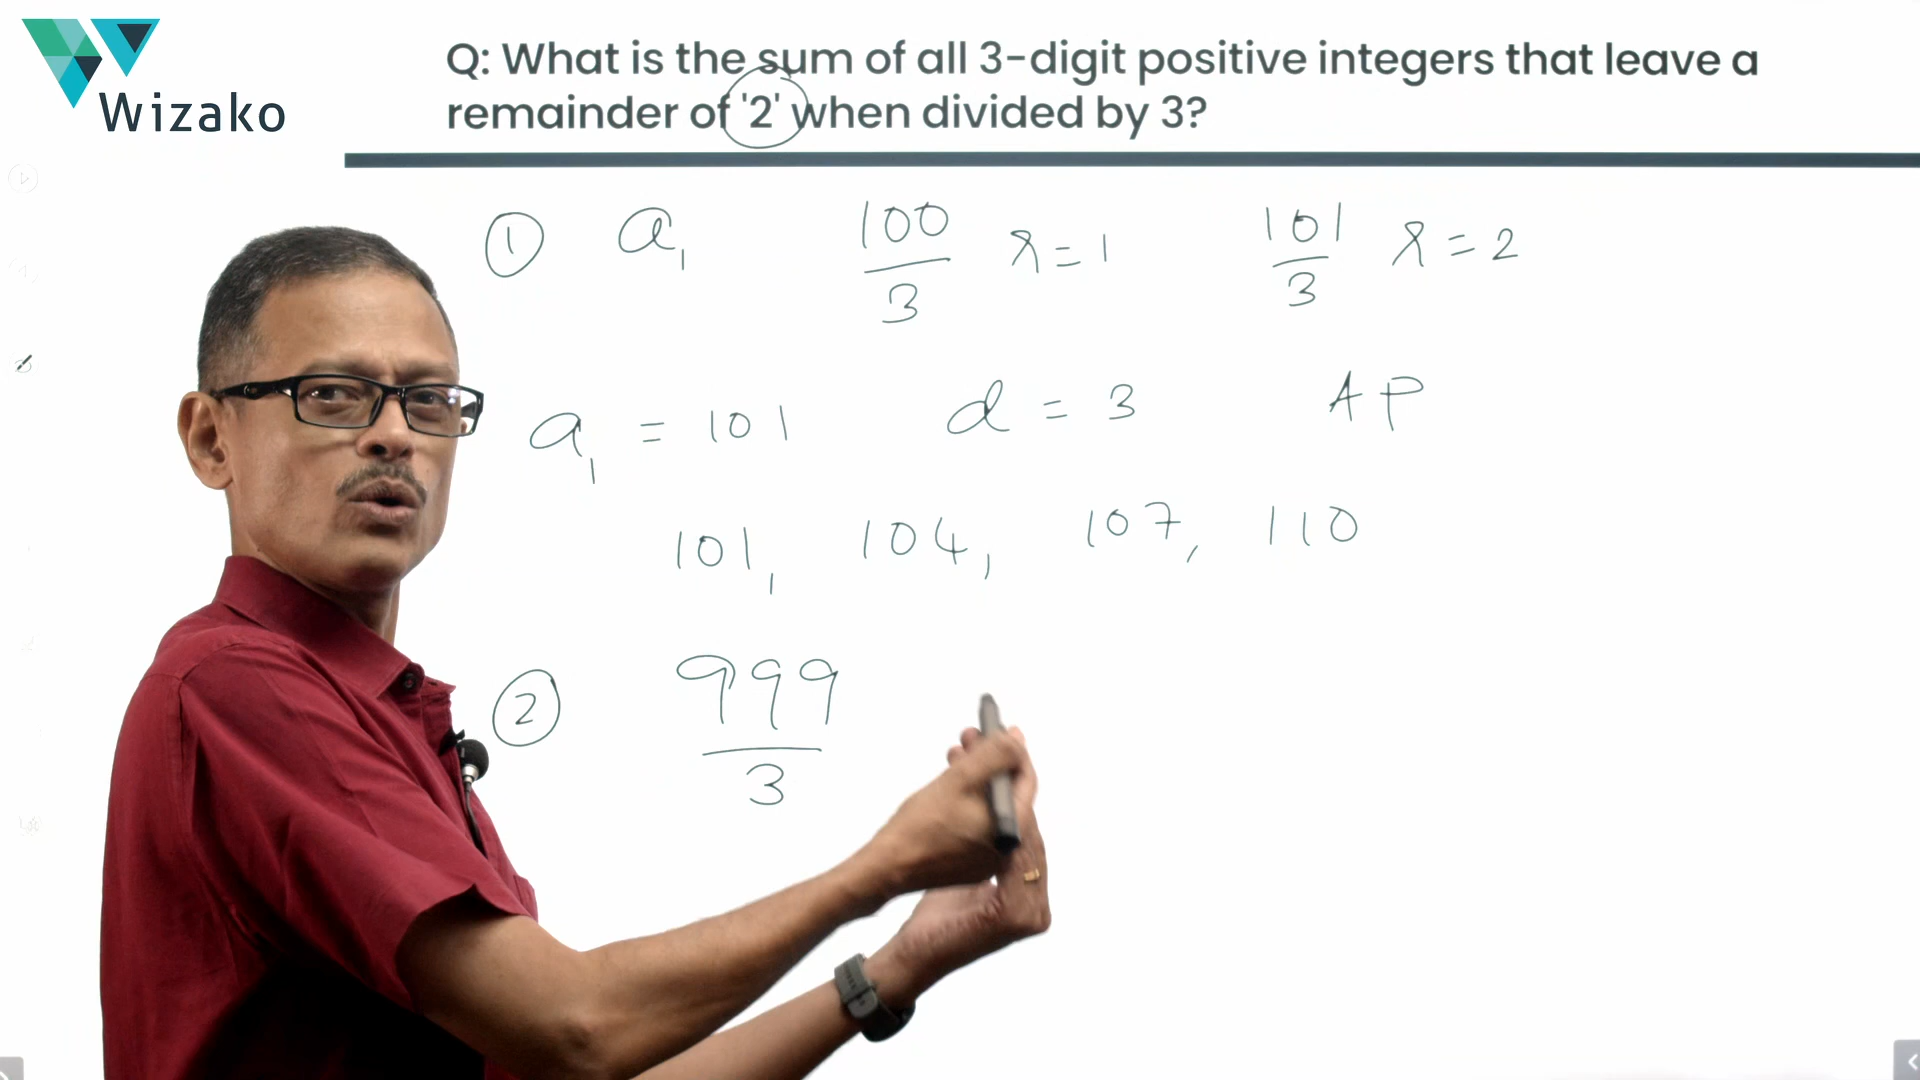 Wizako
Q: What is the sum of all 3-digit positive integers that leave a
remainder of '2' when divided by 3?
① a₁ 100/3 r=1 101/3 r=2
a₁ = 101 d = 3 AP
101, 104, 107, 110
② 999/3